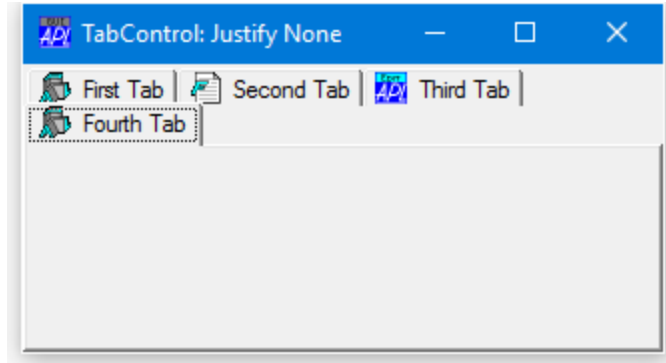 TabControl: Justify None
First Tab Second Tab Third Tab
Fourth Tab